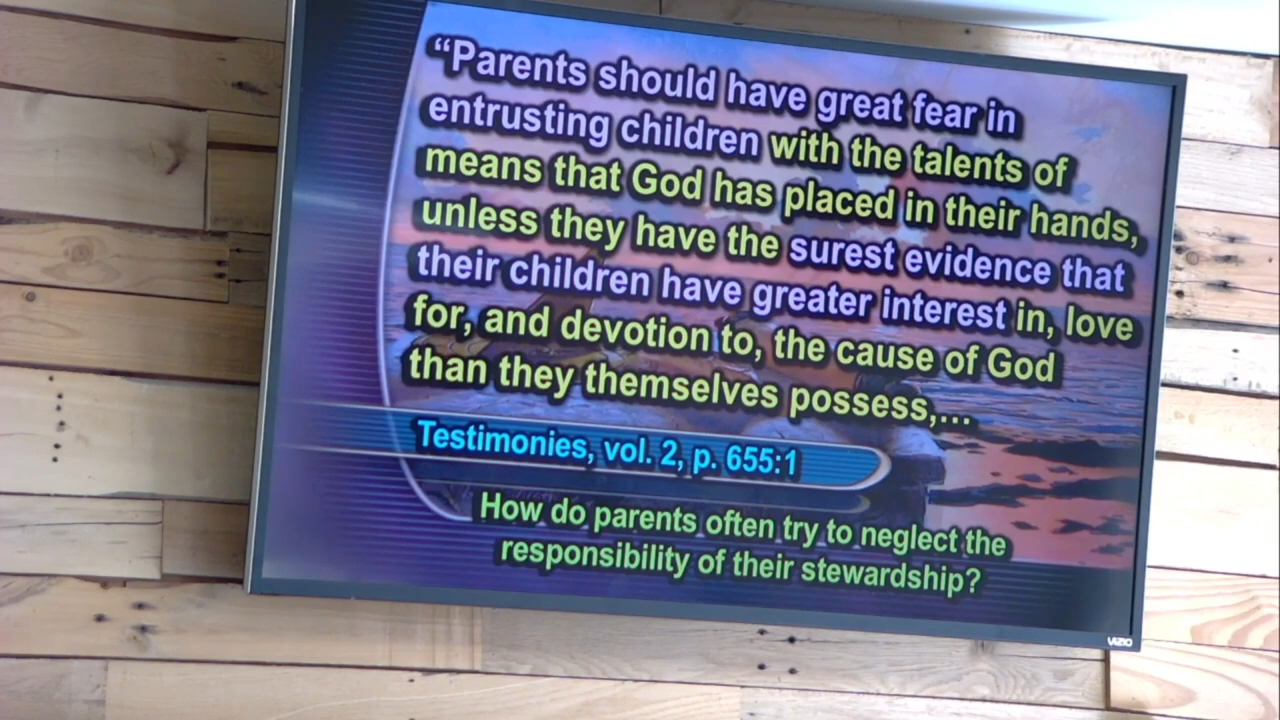 “Parents should have great fear in
entrusting children with the talents of
means that God has placed in their hands,
unless they have the surest evidence that
their children have greater interest in, love
for, and devotion to, the cause of God
than they themselves possess,...
Testimonies, vol. 2, p. 655:1
How do parents often try to neglect the
responsibility of their stewardship?
VIZIO